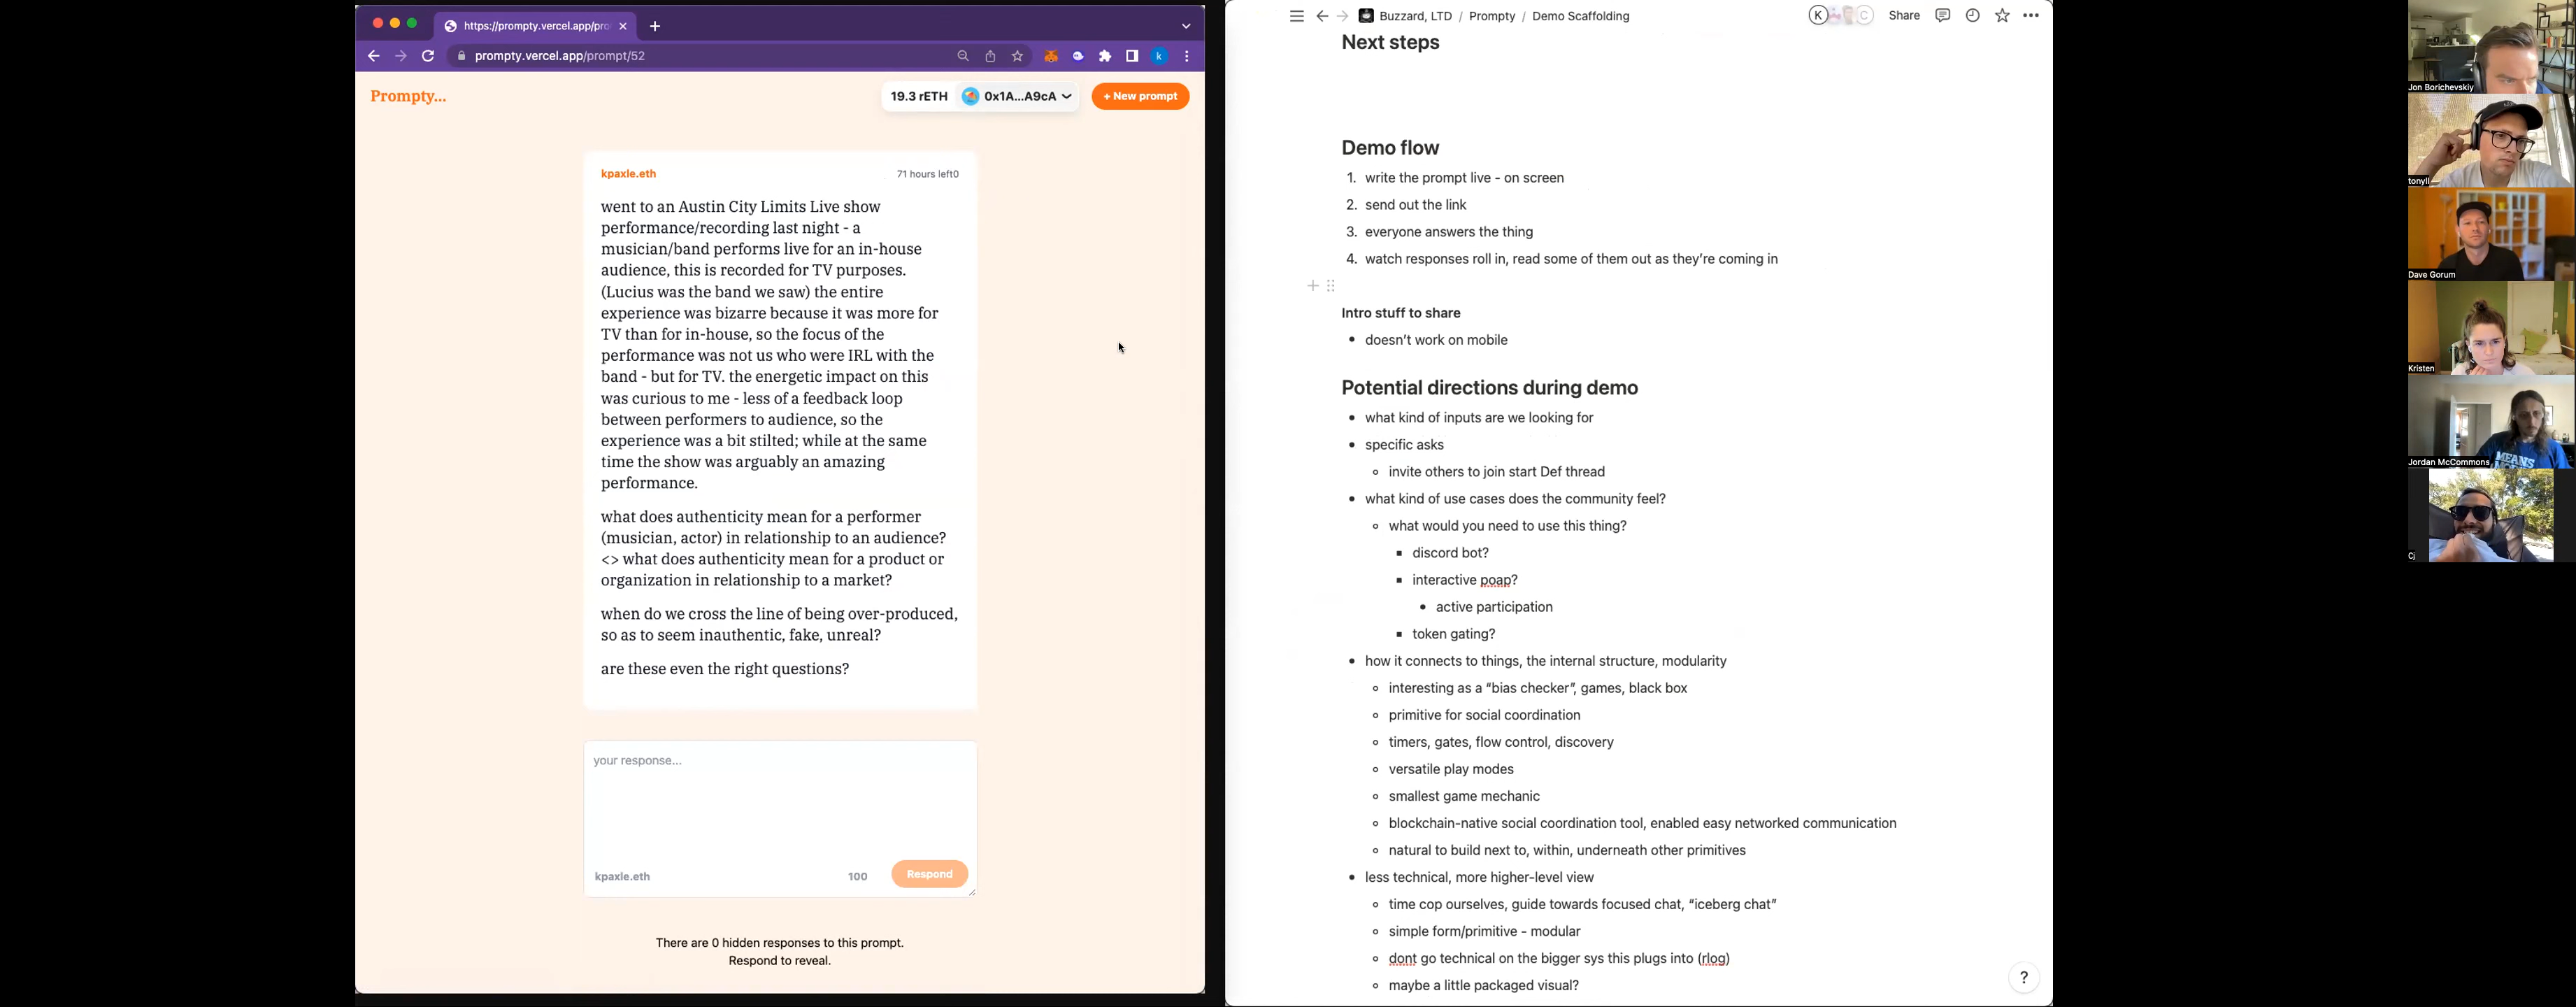 https://prompty.vercel.app/pro
prompty.vercel.app/prompt/52
k
Prompty...
19.3 rETH
0x1A...A9cA
+ New prompt
kpaxle.eth
71 hours left0
went to an Austin City Limits Live show
performance/recording last night - a
musician/band performs live for an in-house
audience, this is recorded for TV purposes.
(Lucius was the band we saw) the entire
experience was bizarre because it was more for
TV than for in-house, so the focus of the
performance was not us who were IRL with the
band - but for TV. the energetic impact on this
was curious to me - less of a feedback loop
between performers to audience, so the
experience was a bit stilted; while at the same
time the show was arguably an amazing
performance.
what does authenticity mean for a performer
(musician, actor) in relationship to an audience?
<> what does authenticity mean for a product or
organization in relationship to a market?
when do we cross the line of being over-produced,
so as to seem inauthentic, fake, unreal?
are these even the right questions?
your response...
kpaxle.eth
100
Respond
There are 0 hidden responses to this prompt.
Respond to reveal.
Buzzard, LTD / Prompty / Demo Scaffolding
K
C
Share
Next steps
Demo flow
1. write the prompt live - on screen
2. send out the link
3. everyone answers the thing
4. watch responses roll in, read some of them out as they're coming in
Intro stuff to share
• doesn't work on mobile
Potential directions during demo
• what kind of inputs are we looking for
• specific asks
◦ invite others to join start Def thread
• what kind of use cases does the community feel?
◦ what would you need to use this thing?
▪ discord bot?
▪ interactive poap?
• active participation
▪ token gating?
• how it connects to things, the internal structure, modularity
◦ interesting as a “bias checker”, games, black box
◦ primitive for social coordination
◦ timers, gates, flow control, discovery
◦ versatile play modes
◦ smallest game mechanic
◦ blockchain-native social coordination tool, enabled easy networked communication
◦ natural to build next to, within, underneath other primitives
• less technical, more higher-level view
◦ time cop ourselves, guide towards focused chat, “iceberg chat”
◦ simple form/primitive - modular
◦ dont go technical on the bigger sys this plugs into (rlog)
◦ maybe a little packaged visual?
?
Jon Borichevskiy
tonyll
Dave Gorum
Kristen
Jordan McCommons
MEANS
Cj